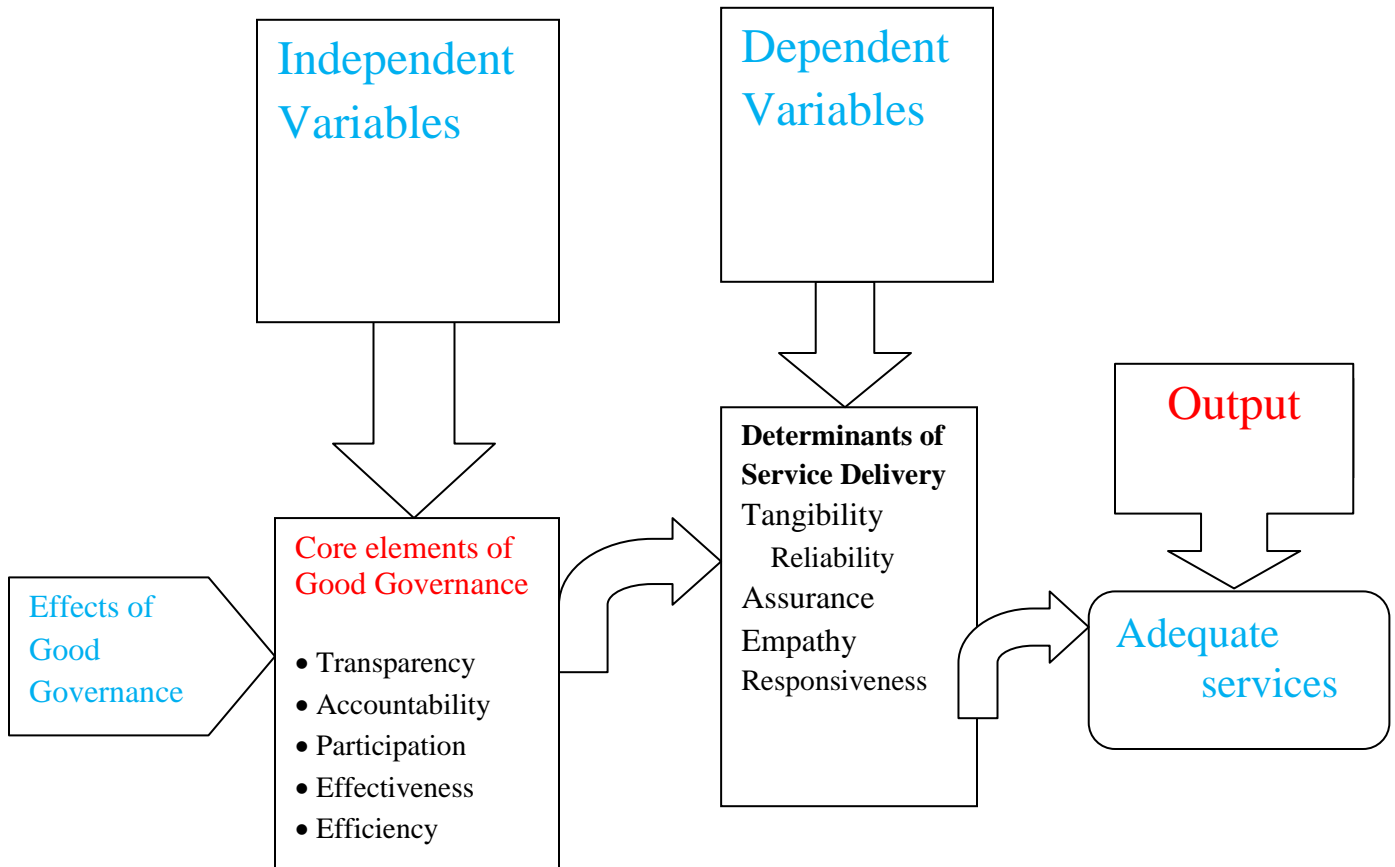 Independent
Variables
Dependent
Variables
Output
Effects of
Good
Governance
Core elements of
Good Governance
• Transparency
• Accountability
• Participation
• Effectiveness
• Efficiency
Determinants of
Service Delivery
Tangibility
Reliability
Assurance
Empathy
Responsiveness
Adequate
services